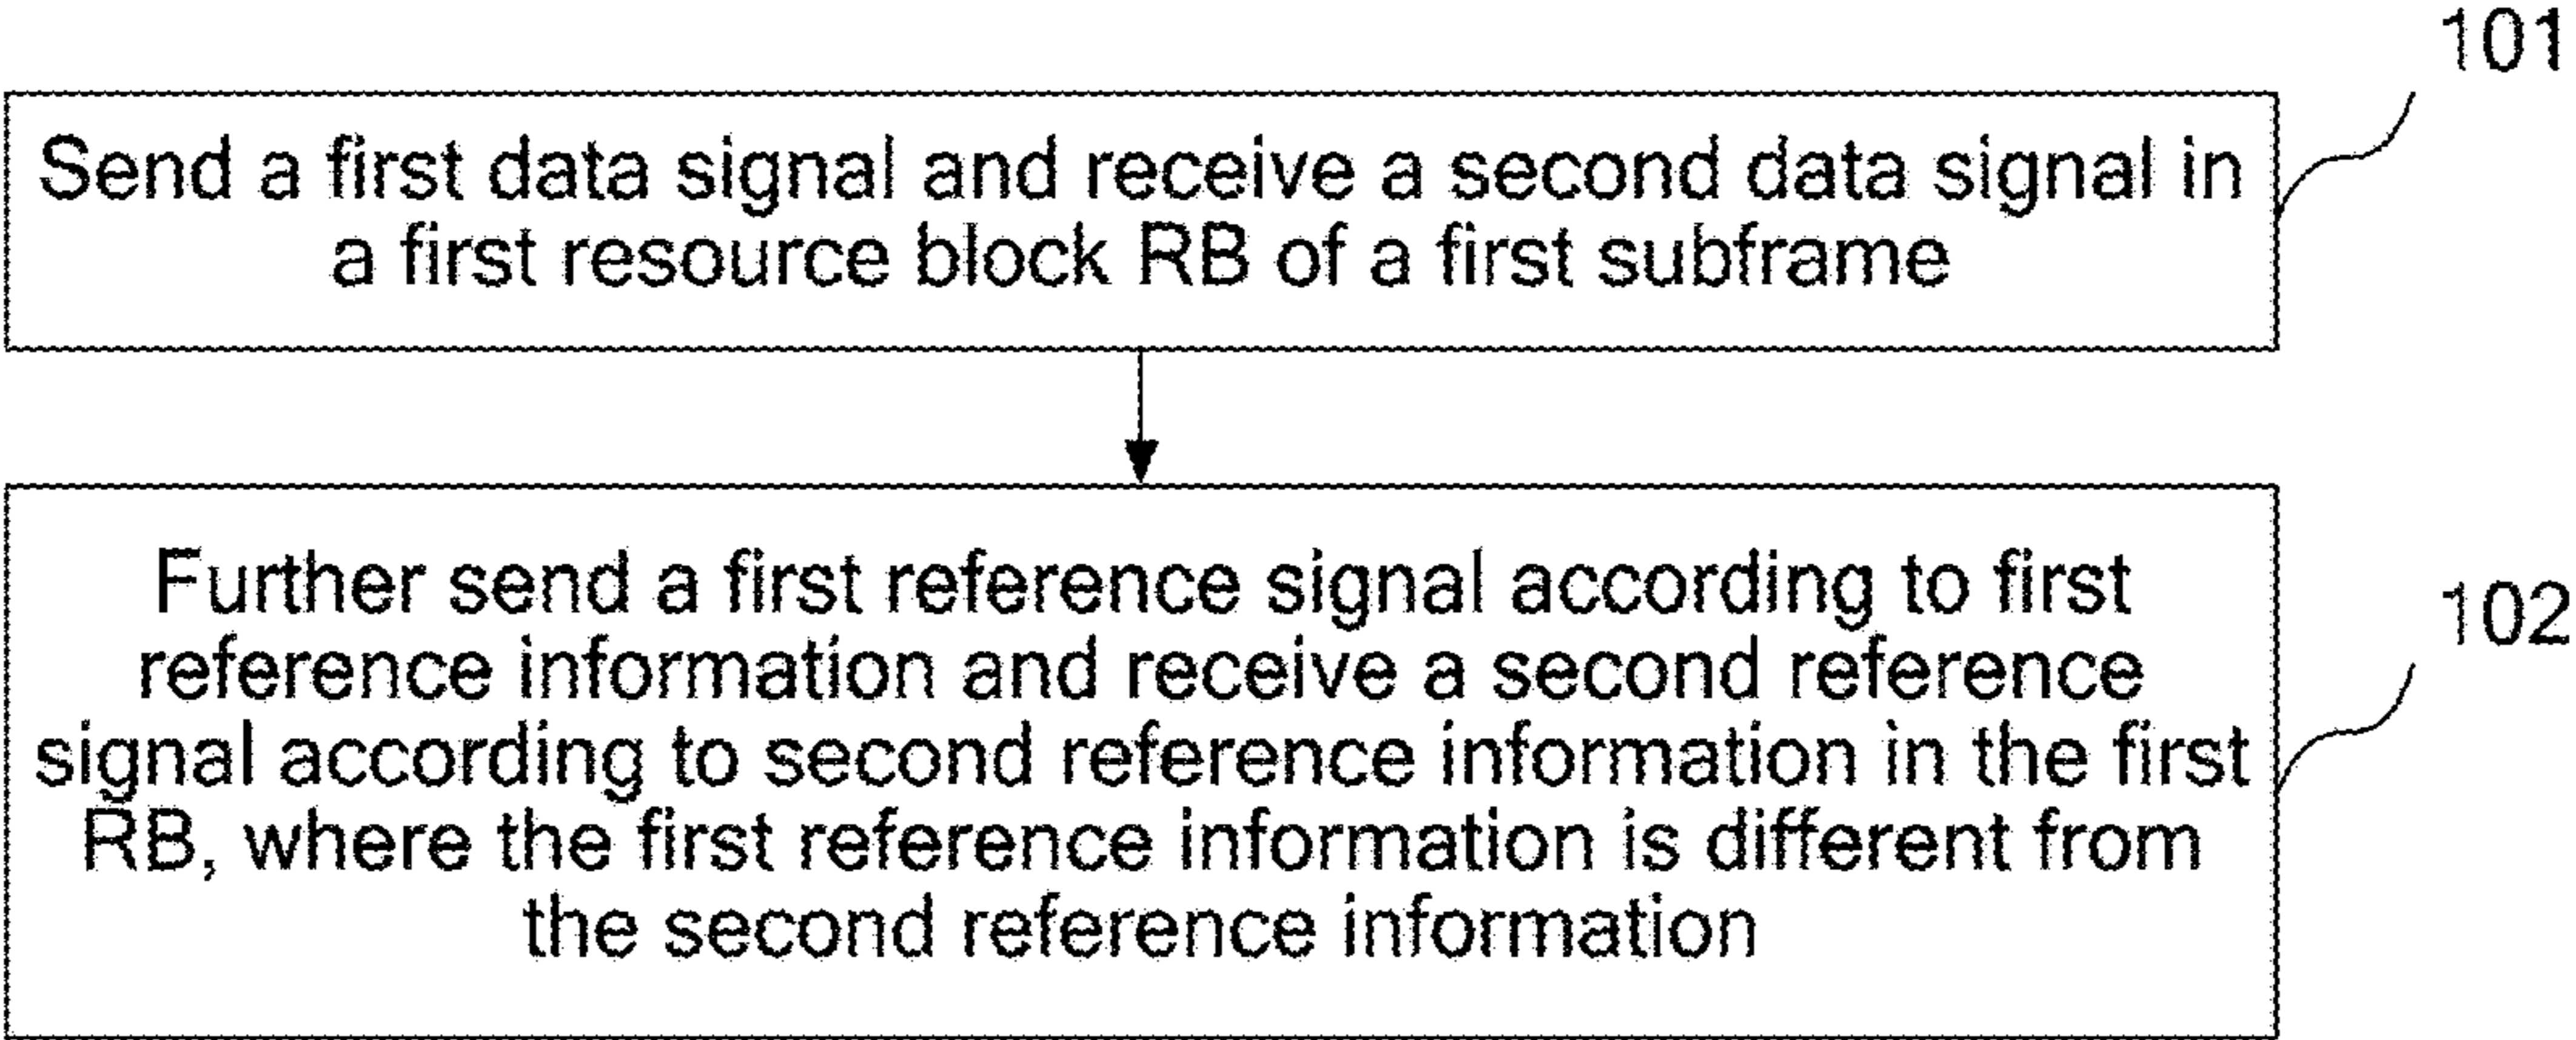 101
Send a first data signal and receive a second data signal in
a first resource block RB of a first subframe
Further send a first reference signal according to first
reference information and receive a second reference
signal according to second reference information in the first
RB, where the first reference information is different from
the second reference information
102